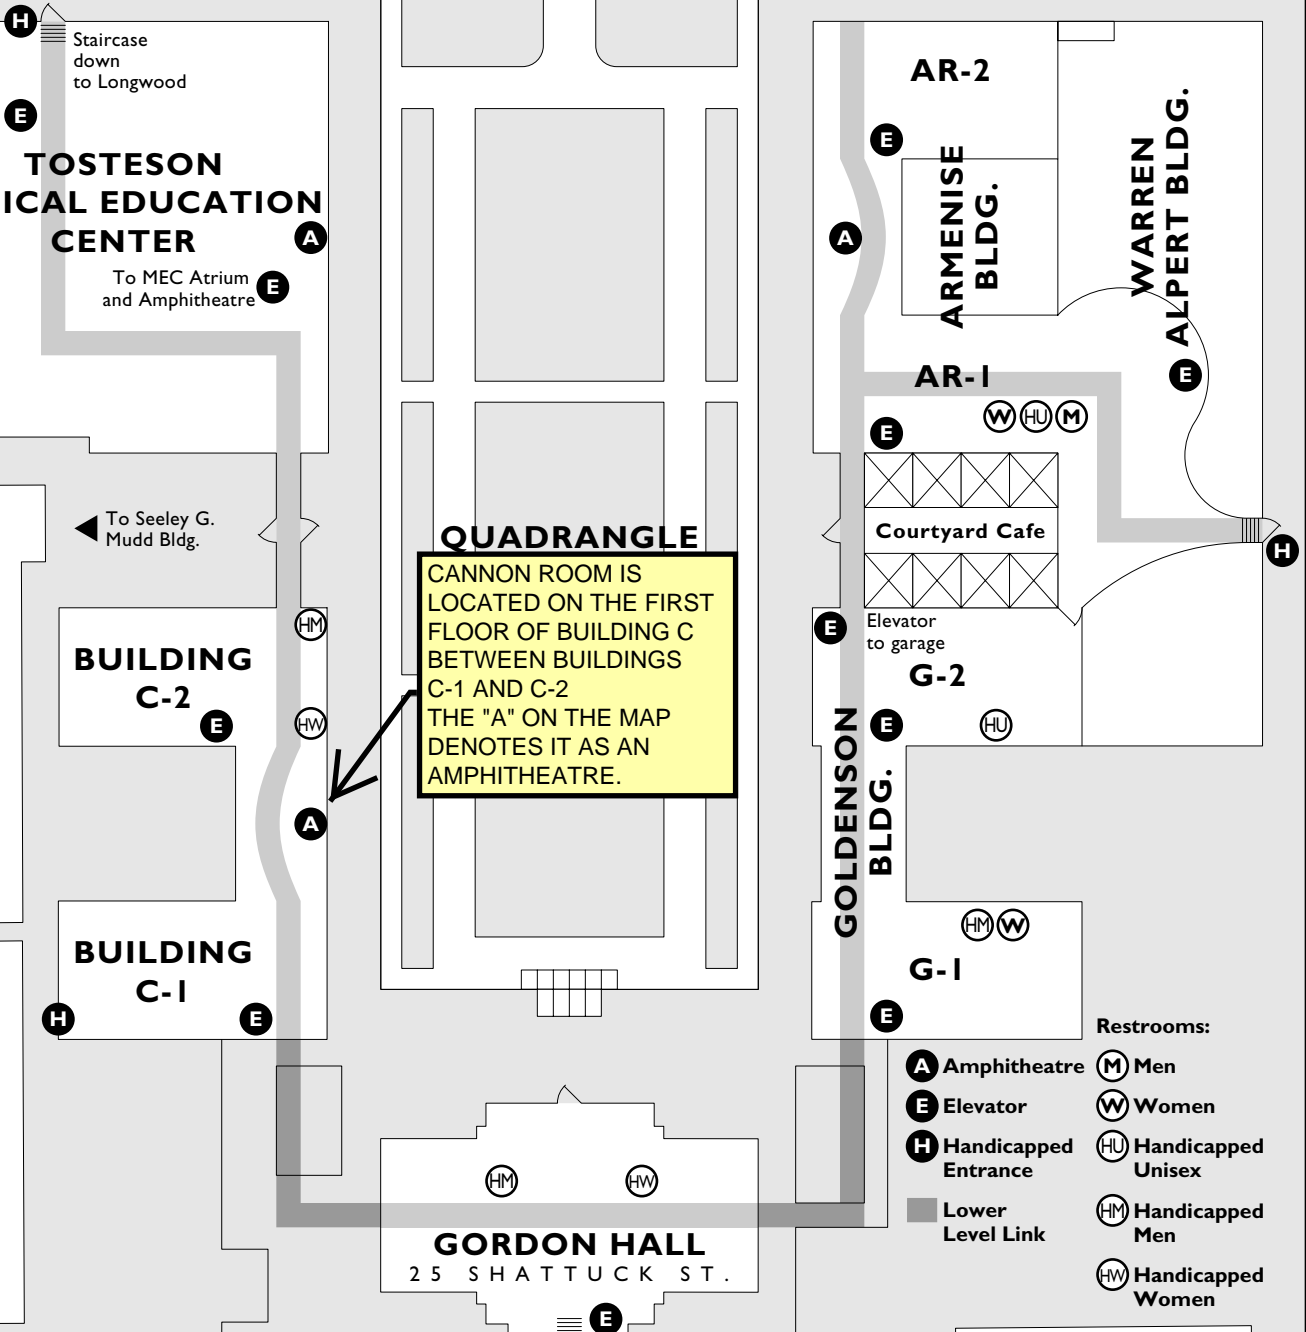 H
Staircase
down
to Longwood
E
TOSTESON
ICAL EDUCATION
CENTER
A
To MEC Atrium
and Amphitheatre
E
To Seeley G.
Mudd Bldg.
HM
BUILDING
C-2
E
HW
A
BUILDING
C-1
H
E
QUADRANGLE
CANNON ROOM IS
LOCATED ON THE FIRST
FLOOR OF BUILDING C
BETWEEN BUILDINGS
C-1 AND C-2
THE "A" ON THE MAP
DENOTES IT AS AN
AMPHITHEATRE.
AR-2
E
ARMENISE
BLDG.
WARREN
ALPERT BLDG.
A
AR-1
E
W
HU
M
E
Courtyard Cafe
H
E
Elevator
to garage
G-2
E
HU
GOLDENSON
BLDG.
HM
W
G-1
E
HM
HW
GORDON HALL
25 SHATTUCK ST.
E
A Amphitheatre
E Elevator
H Handicapped
Entrance
Lower
Level Link
Restrooms:
M Men
W Women
HU Handicapped
Unisex
HM Handicapped
Men
HW Handicapped
Women